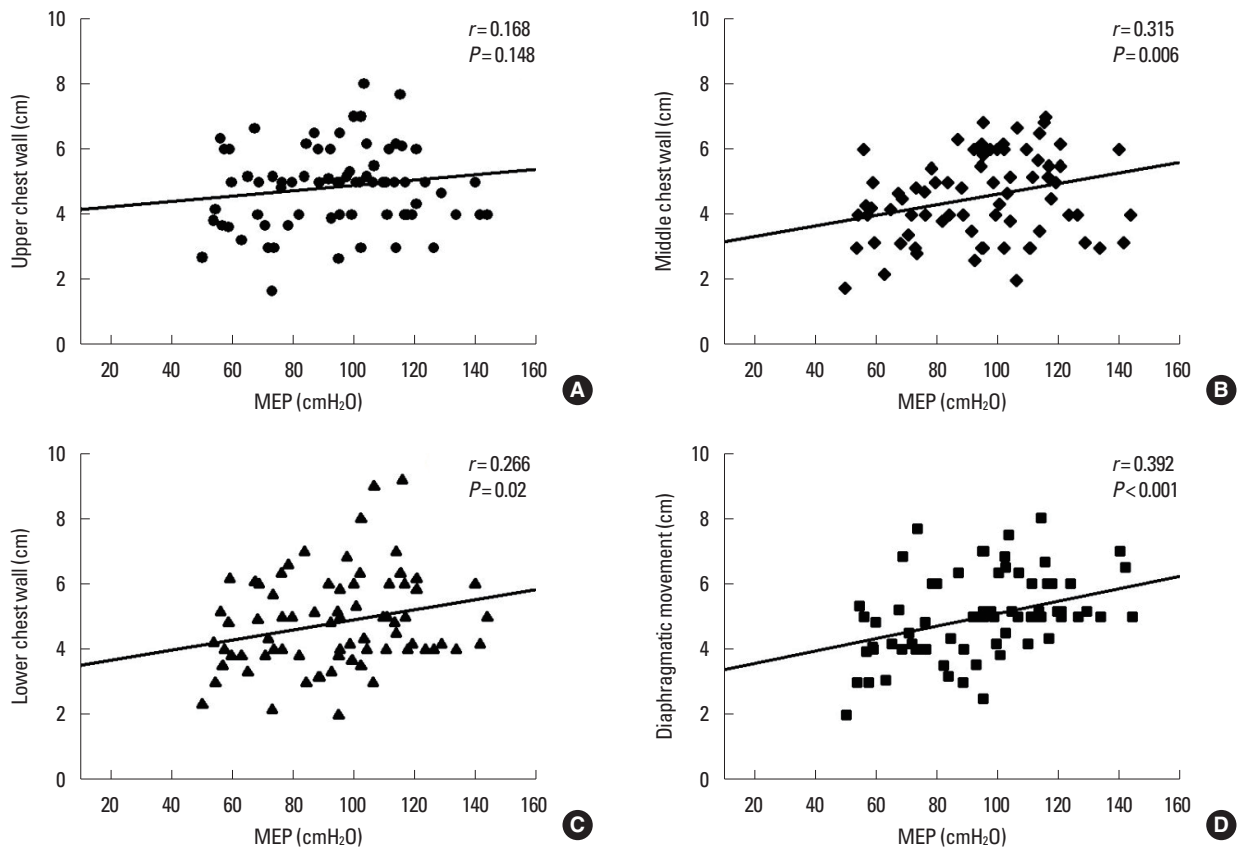 10
8
6
4
2
0
Upper chest wall (cm)
r=0.168
P=0.148
20 40 60 80 100 120 140 160
MEP (cmH₂O)
A
10
8
6
4
2
0
Middle chest wall (cm)
r=0.315
P=0.006
20 40 60 80 100 120 140 160
MEP (cmH₂O)
B
10
8
6
4
2
0
Lower chest wall (cm)
r=0.266
P=0.02
20 40 60 80 100 120 140 160
MEP (cmH₂O)
C
10
8
6
4
2
0
Diaphragmatic movement (cm)
r=0.392
P<0.001
20 40 60 80 100 120 140 160
MEP (cmH₂O)
D